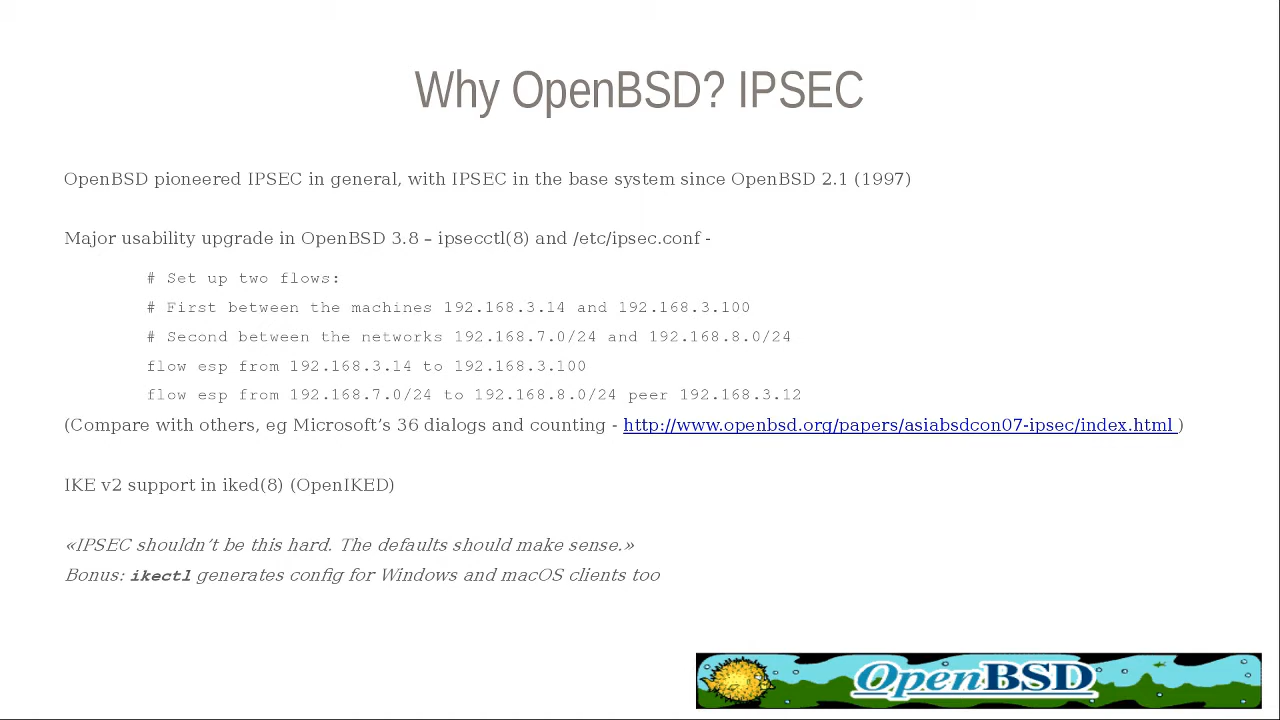 Why OpenBSD? IPSEC
OpenBSD pioneered IPSEC in general, with IPSEC in the base system since OpenBSD 2.1 (1997)
Major usability upgrade in OpenBSD 3.8 – ipsecctl(8) and /etc/ipsec.conf -
# Set up two flows:
# First between the machines 192.168.3.14 and 192.168.3.100
# Second between the networks 192.168.7.0/24 and 192.168.8.0/24
flow esp from 192.168.3.14 to 192.168.3.100
flow esp from 192.168.7.0/24 to 192.168.8.0/24 peer 192.168.3.12
(Compare with others, eg Microsoft’s 36 dialogs and counting - http://www.openbsd.org/papers/asiabsdcon07-ipsec/index.html )
IKE v2 support in iked(8) (OpenIKED)
«IPSEC shouldn’t be this hard. The defaults should make sense.»
Bonus: ikectl generates config for Windows and macOS clients too
OpenBSD